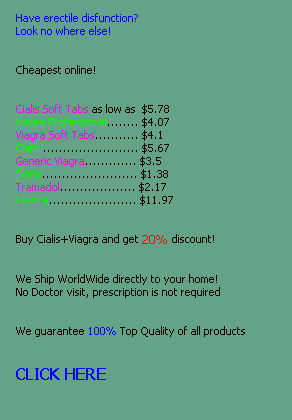 Have erectile disfunction?
Look no where else!
Cheapest online!
Cialis Soft Tabs as low as $5.78
........ $4.07
Viagra Soft Tabs........... $4.1
........................ $5.67
Generic Viagra............. $3.5
Soma........................ $1.38
Tramadol................... $2.17
...................... $11.97
Buy Cialis+Viagra and get 20% discount!
We Ship WorldWide directly to your home!
No Doctor visit, prescription is not required
We guarantee 100% Top Quality of all products
CLICK HERE